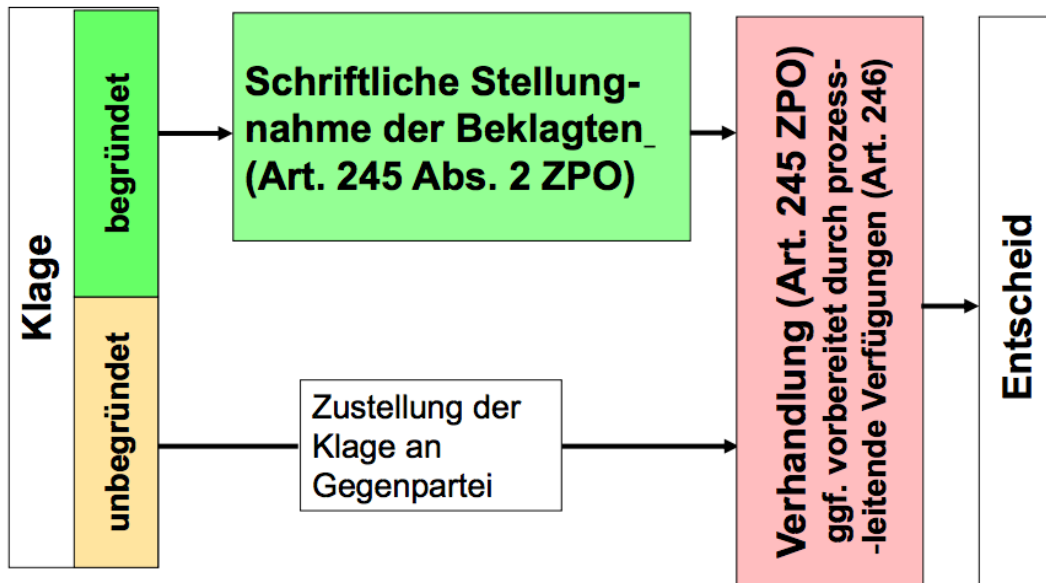 Klage
begründet
unbegründet
Schriftliche Stellung-
nahme der Beklagten_
(Art. 245 Abs. 2 ZPO)
Zustellung der
Klage an
Gegenpartei
Verhandlung (Art. 245 ZPO)
ggf. vorbereitet durch prozess-
-leitende Verfügungen (Art. 246)
Entscheid